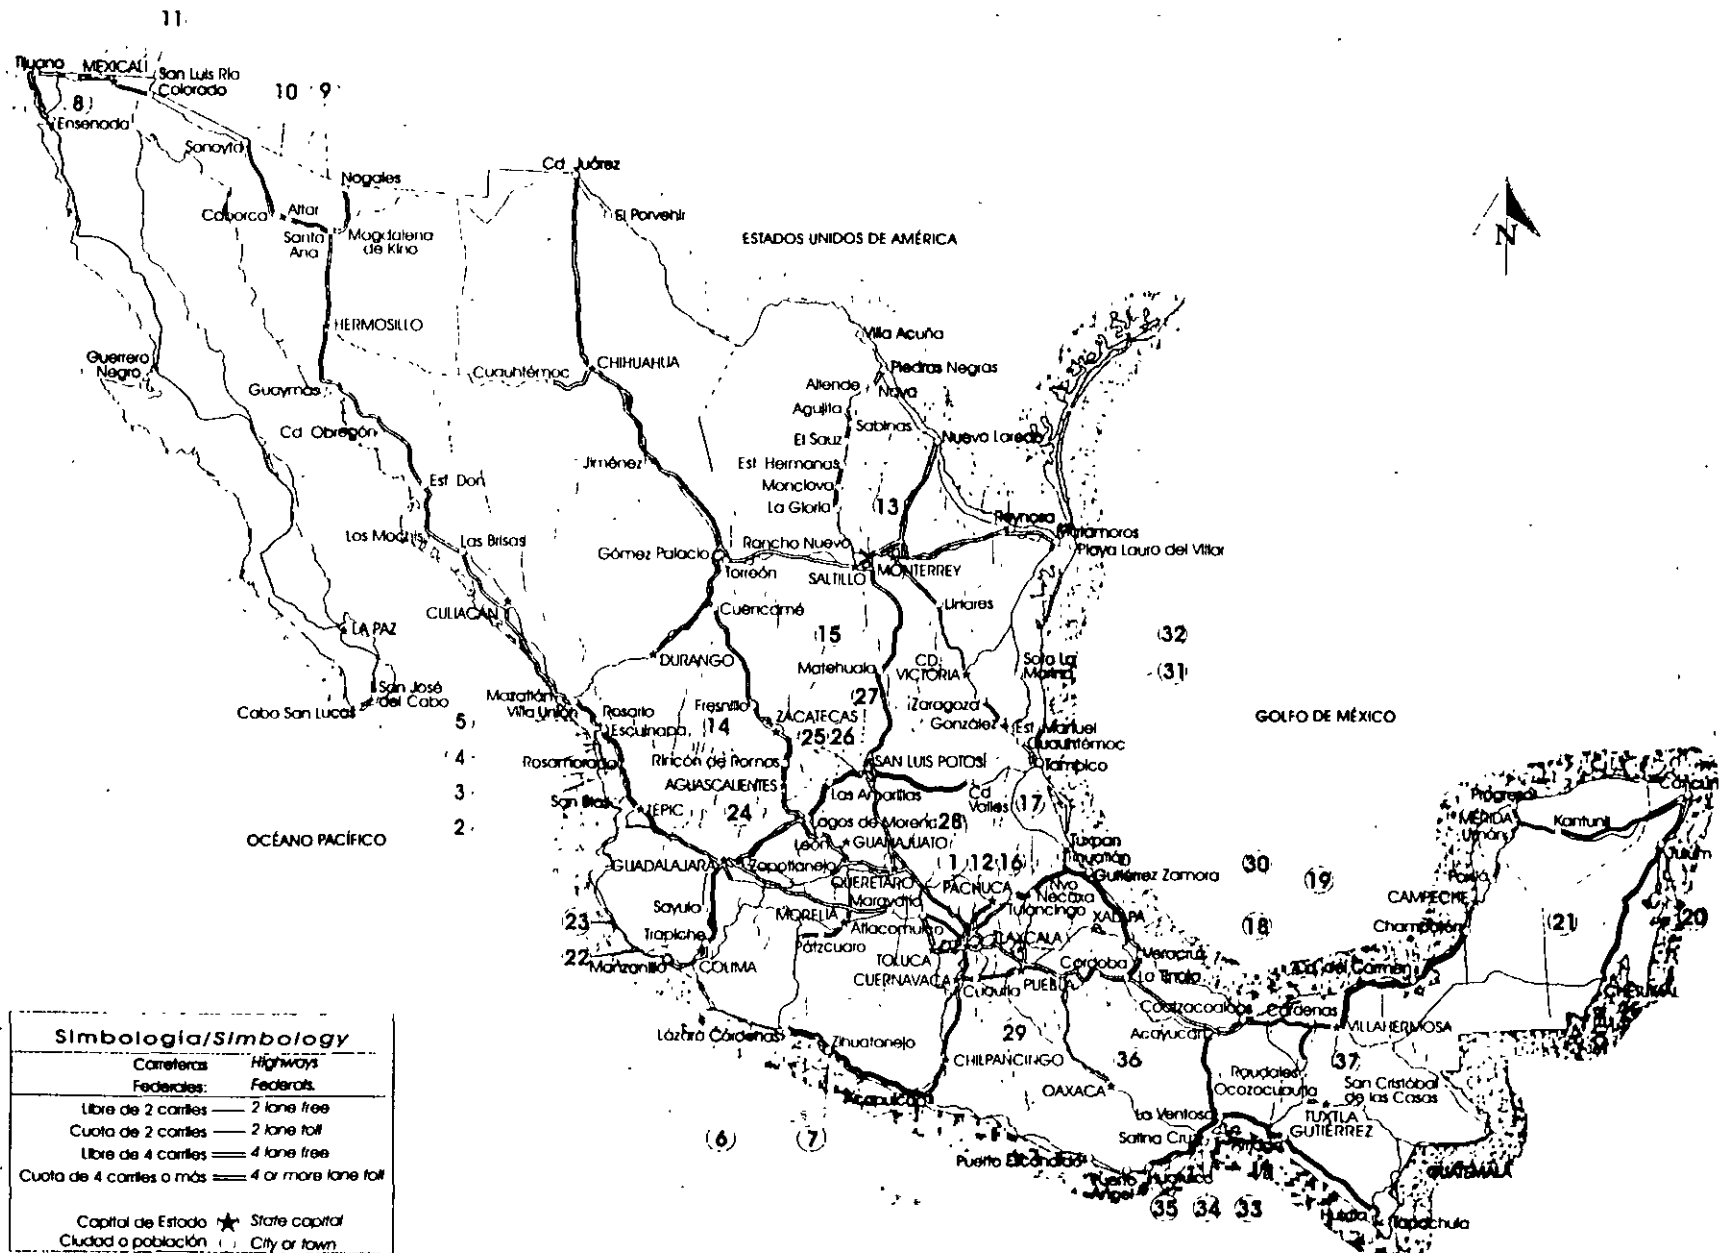 11
Tijuana
MEXICALI
San Luis Río
Colorado
8
Ensenada
10
9
Sonoyta
Nogales
Cd. Juárez
El Porvenir
Caborca
Altar
Santa
Ana
Magdalena
de Kino
ESTADOS UNIDOS DE AMÉRICA
N
HERMOSILLO
Guerrero
Negro
Guaymas
Cd Obregón
Cuauhtémoc
CHIHUAHUA
Villa Acuña
Piedras Negras
Allende
Nava
Agujita
Sabinas
El Sauz
Nuevo Laredo
Est Hermanas
Monclova
La Gloria
13
Jiménez
Est Don
Los Mochis
Las Brisas
Reynosa
Matamoros
Playa Lauro del Villar
Rancho Nuevo
Gómez Palacio
Torreón
SALTILLO
MONTERREY
CULIACÁN
Cuencamé
Linares
LA PAZ
15
32
31
DURANGO
Matehuala
CD.
VICTORIA
Soto La
Marina
San José
del Cabo
Cabo San Lucas
Mazatlán
Villa Unión
Rosario
Escuinapa
Fresnillo
14
ZACATECAS
25
26
27
Zaragoza
González
Est Manuel
Cuauhtémoc
Tampico
GOLFO DE MÉXICO
5
4
3
2
Rosamorada
Rincón de Romos
SAN LUIS POTOSÍ
AGUASCALIENTES
Las Amarillas
Cd
Valles
17
San Blas
TEPIC
24
Lagos de Moreno
28
OCÉANO PACÍFICO
León
GUANAJUATO
Tuxpan
Tihuatlán
Gutiérrez Zamora
GUADALAJARA
Zapotlanejo
QUERÉTARO
1
12
16
PACHUCA
Nvo
Necaxa
Tulancingo
XALAPA
30
19
Maravatío
Sayula
MORELIA
Atlacomulco
23
Trapiche
Pátzcuaro
TLAXCALA
18
22
Manzanillo
COLIMA
TOLUCA
CUERNAVACA
Cuautla
PUEBLA
Córdoba
Veracruz
La Tinaja
Progreso
MÉRIDA
Umán
Kantunil
Cancún
Tulum
CAMPECHE
Champotón
21
20
Cd. del Carmen
CHETUMAL
Coatzacoalcos
Cárdenas
Acayucan
VILLAHERMOSA
29
36
37
Lázaro Cárdenas
Zihuatanejo
CHILPANCINGO
OAXACA
Raudales
Ocozocuautla
San Cristóbal
de las Casas
Acapulco
TUXTLA
GUTIÉRREZ
La Ventosa
Salina Cruz
Arriaga
6
7
Puerto Escondido
Puerto
Angel
Huatulco
GUATEMALA
35
34
33
Huixtla
Tapachula
Simbología/Simbology
Carreteras Highways
Federales: Federals.
Libre de 2 carriles 2 lane free
Cuota de 2 carriles 2 lane toll
Libre de 4 carriles 4 lane free
Cuota de 4 carriles o más 4 or more lane toll
Capital de Estado State capital
Ciudad o población City or town